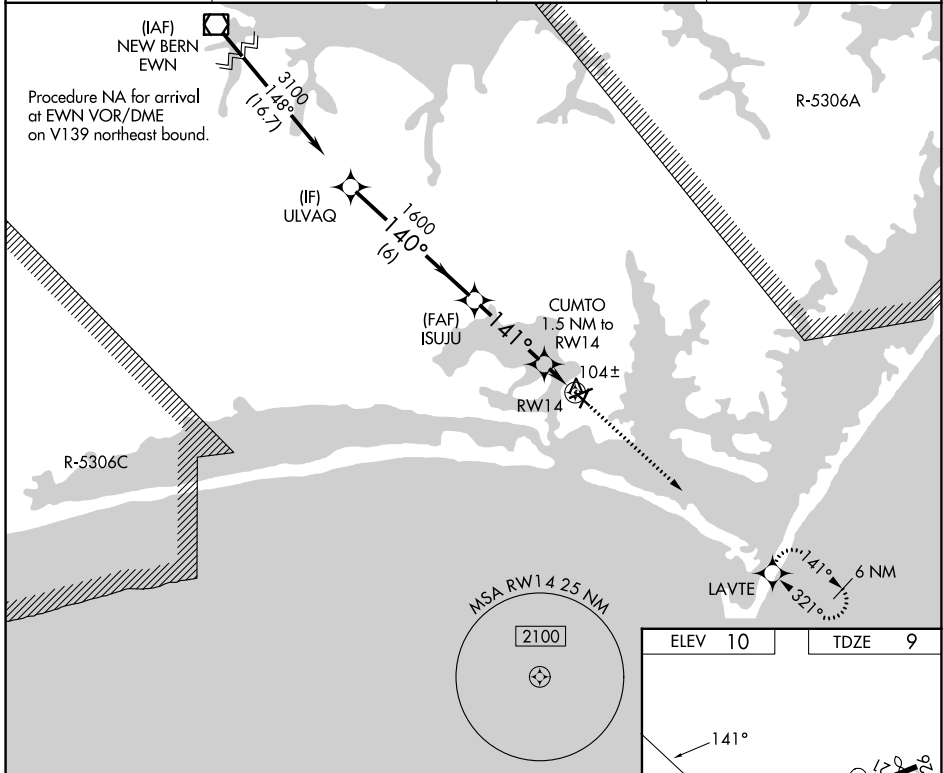 (IAF)
NEW BERN
EWN
Procedure NA for arrival
at EWN VOR/DME
on V139 northeast bound.
3100
148°
(16.7)
R-5306A
(IF)
ULVAQ
1600
140°
(6)
(FAF)
ISUJU
141°
CUMTO
1.5 NM to
RW14
104±
RW14
R-5306C
LAVTE
141°
321°
6 NM
MSA RW14 25 NM
2100
ELEV 10
TDZE 9
141°
26